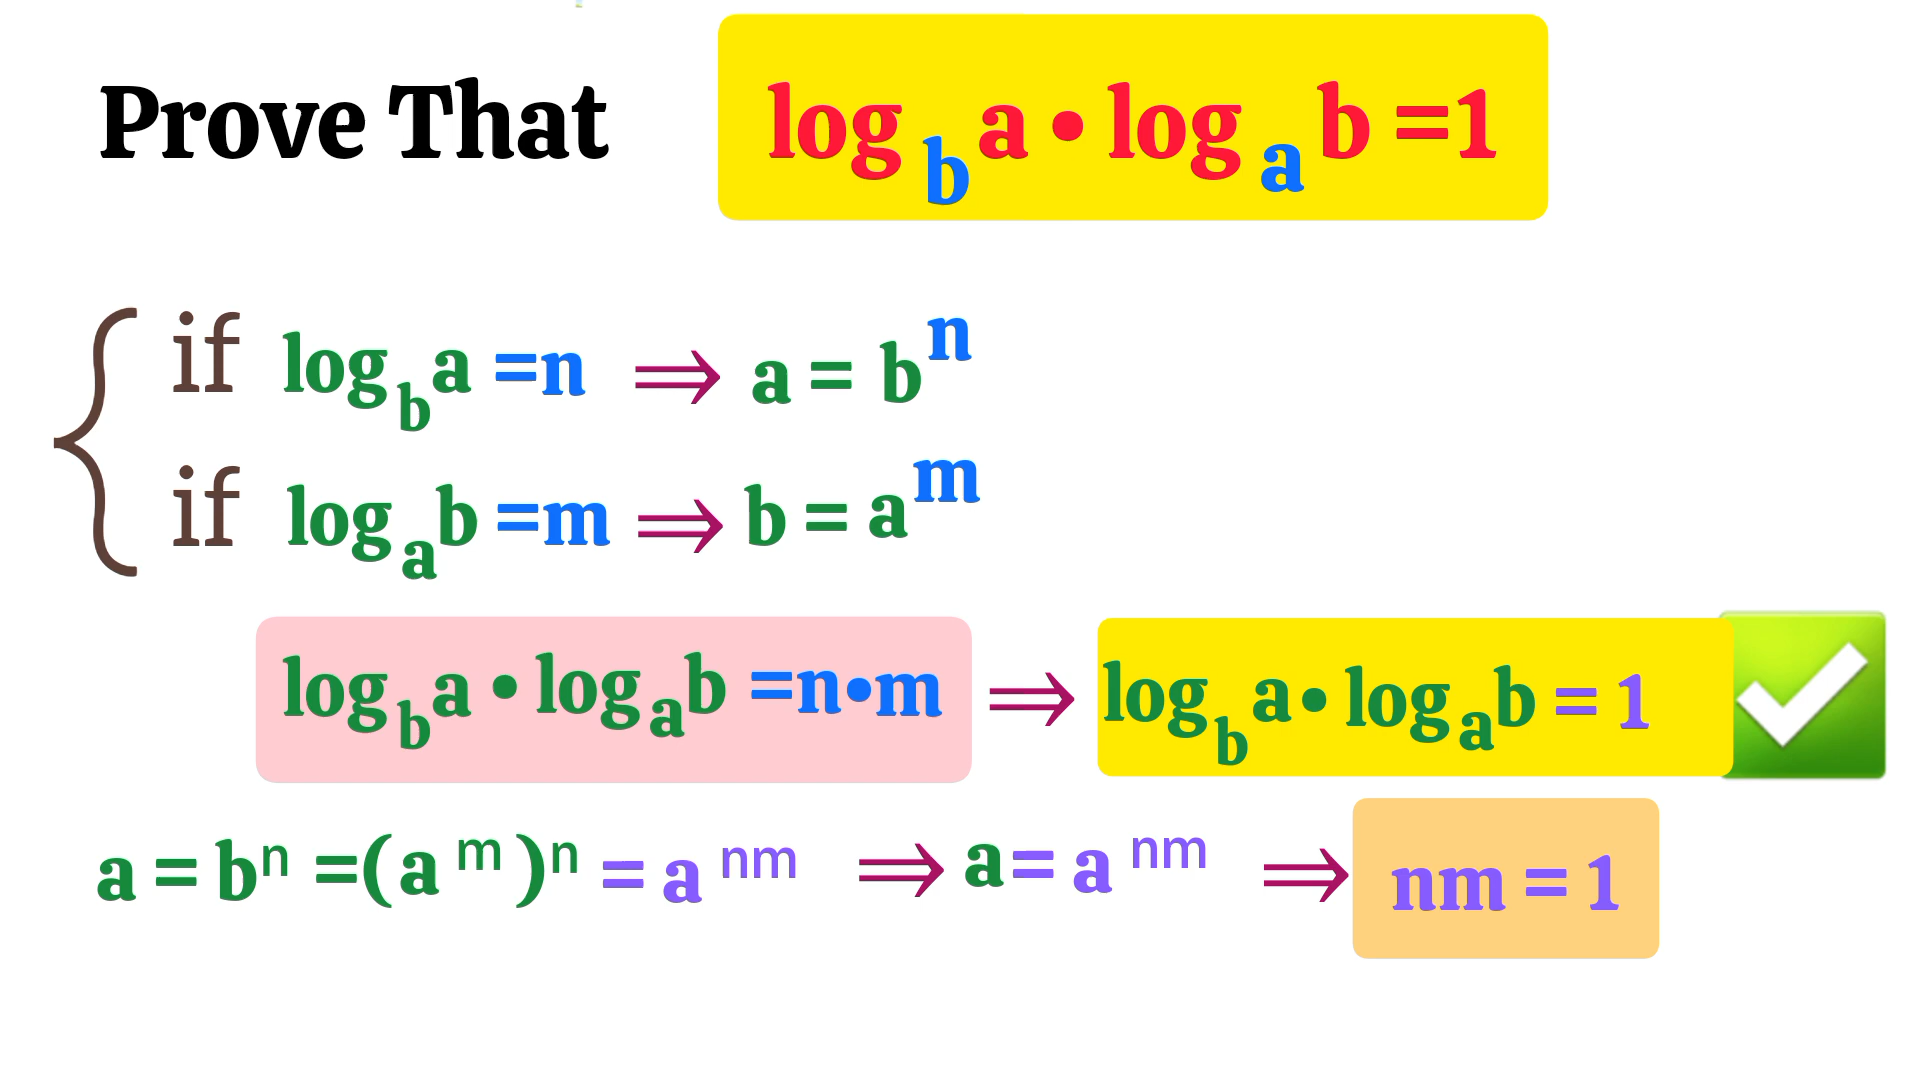 Prove That log_b a • log_a b =1
if log_b a =n ⇒ a = b^n
if log_a b =m ⇒ b = a^m
log_b a • log_a b =n•m ⇒ log_b a • log_a b = 1
a = b^n =(a^m)^n = a^nm ⇒ a= a^nm ⇒ nm = 1